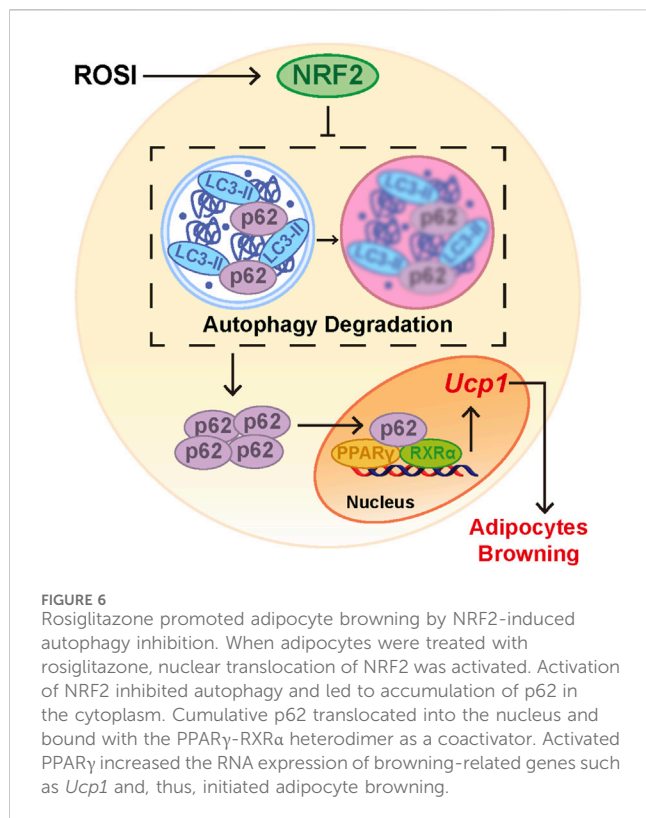 ROSI
NRF2
LC3-II
p62
LC3-II
LC3-II
p62
LC3-II
p62
LC3-II
LC3-II
p62
Autophagy Degradation
p62
p62
p62
p62
p62
PPARγ
RXRα
Nucleus
Ucp1
Adipocytes
Browning
FIGURE 6
Rosiglitazone promoted adipocyte browning by NRF2-induced
autophagy inhibition. When adipocytes were treated with
rosiglitazone, nuclear translocation of NRF2 was activated. Activation
of NRF2 inhibited autophagy and led to accumulation of p62 in
the cytoplasm. Cumulative p62 translocated into the nucleus and
bound with the PPARγ-RXRα heterodimer as a coactivator. Activated
PPARγ increased the RNA expression of browning-related genes such
as Ucp1 and, thus, initiated adipocyte browning.